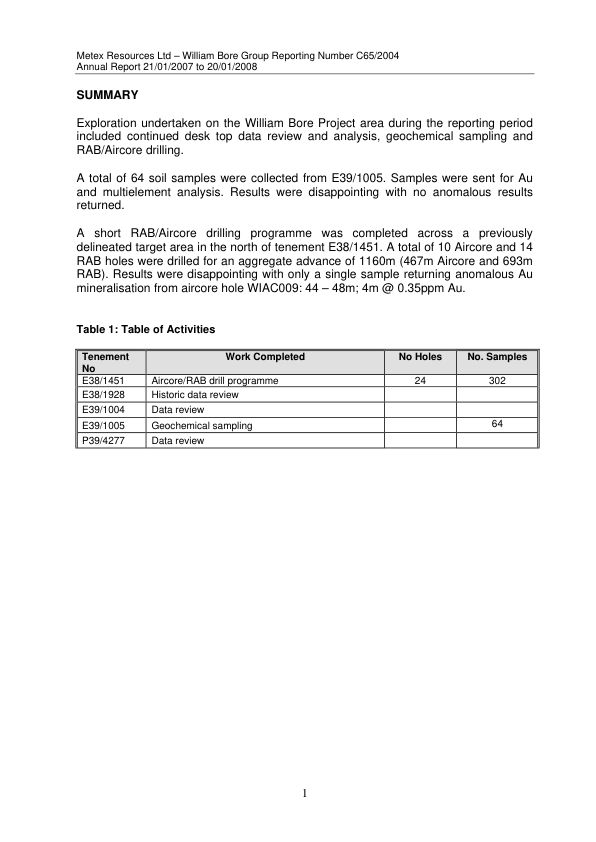 Metex Resources Ltd – William Bore Group Reporting Number C65/2004
Annual Report 21/01/2007 to 20/01/2008
SUMMARY
Exploration undertaken on the William Bore Project area during the reporting period
included continued desk top data review and analysis, geochemical sampling and
RAB/Aircore drilling.
A total of 64 soil samples were collected from E39/1005. Samples were sent for Au
and multielement analysis. Results were disappointing with no anomalous results
returned.
A short RAB/Aircore drilling programme was completed across a previously
delineated target area in the north of tenement E38/1451. A total of 10 Aircore and 14
RAB holes were drilled for an aggregate advance of 1160m (467m Aircore and 693m
RAB). Results were disappointing with only a single sample returning anomalous Au
mineralisation from aircore hole WIAC009: 44 – 48m; 4m @ 0.35ppm Au.
Table 1: Table of Activities
Tenement No Work Completed No Holes No. Samples
E38/1451 Aircore/RAB drill programme 24 302
E38/1928 Historic data review
E39/1004 Data review
E39/1005 Geochemical sampling 64
P39/4277 Data review
1